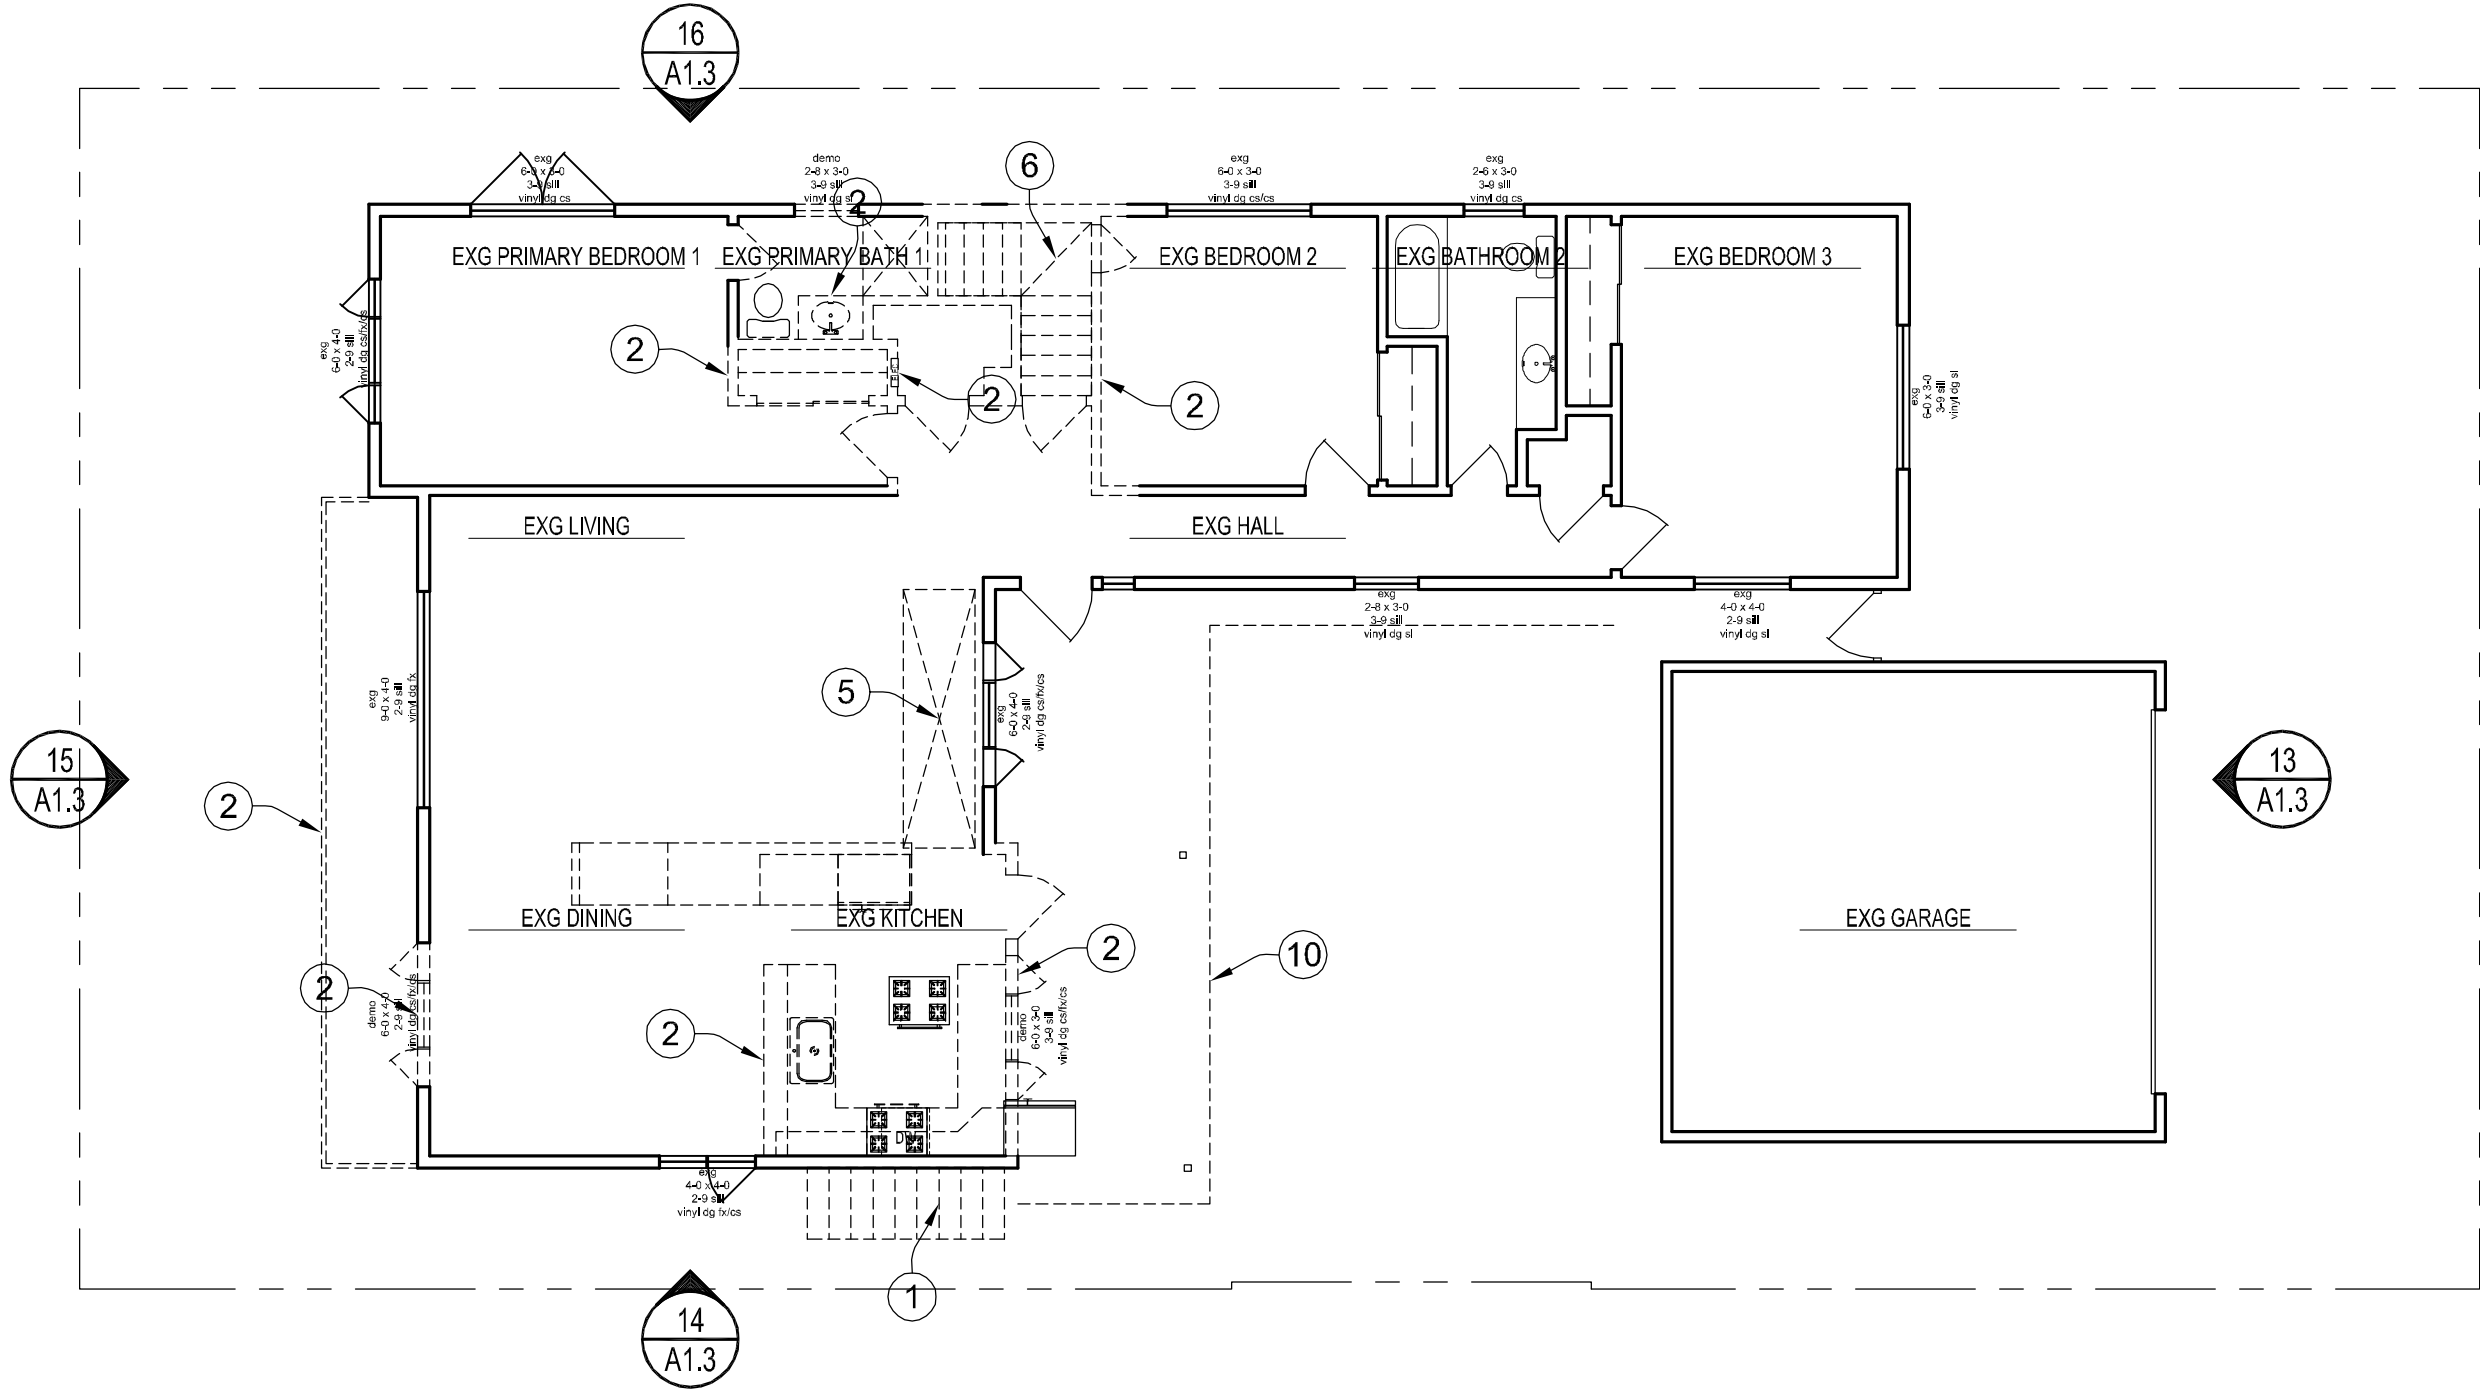 16
A1.3
exg
6-0 x 3-0
3-9 sill
vinyl dg cs
demo
2-8 x 3-0
3-9 sill
vinyl dg sl
2
6
exg
6-0 x 3-0
3-9 sill
vinyl dg cs/cs
exg
2-6 x 3-0
3-9 sill
vinyl dg cs
EXG PRIMARY BEDROOM 1
EXG PRIMARY BATH 1
EXG BEDROOM 2
EXG BATHROOM 2
EXG BEDROOM 3
exg
6-0 x 4-0
2-9 sill
vinyl dg cs/fx/cs
2
2
2
exg
6-0 x 3-0
3-9 sill
vinyl dg sl
EXG LIVING
EXG HALL
exg
2-8 x 3-0
3-9 sill
vinyl dg sl
exg
4-0 x 4-0
2-9 sill
vinyl dg sl
exg
9-0 x 4-0
2-9 sill
vinyl dg fx
5
exg
6-0 x 4-0
2-9 sill
vinyl dg cs/fx/cs
15
A1.3
2
13
A1.3
EXG DINING
EXG KITCHEN
EXG GARAGE
2
10
2
demo
6-0 x 4-0
2-9 sill
vinyl dg cs/fx/cs
2
demo
6-0 x 3-0
3-9 sill
vinyl dg cs/fx/cs
exg
4-0 x 4-0
2-9 sill
vinyl dg fx/cs
1
14
A1.3